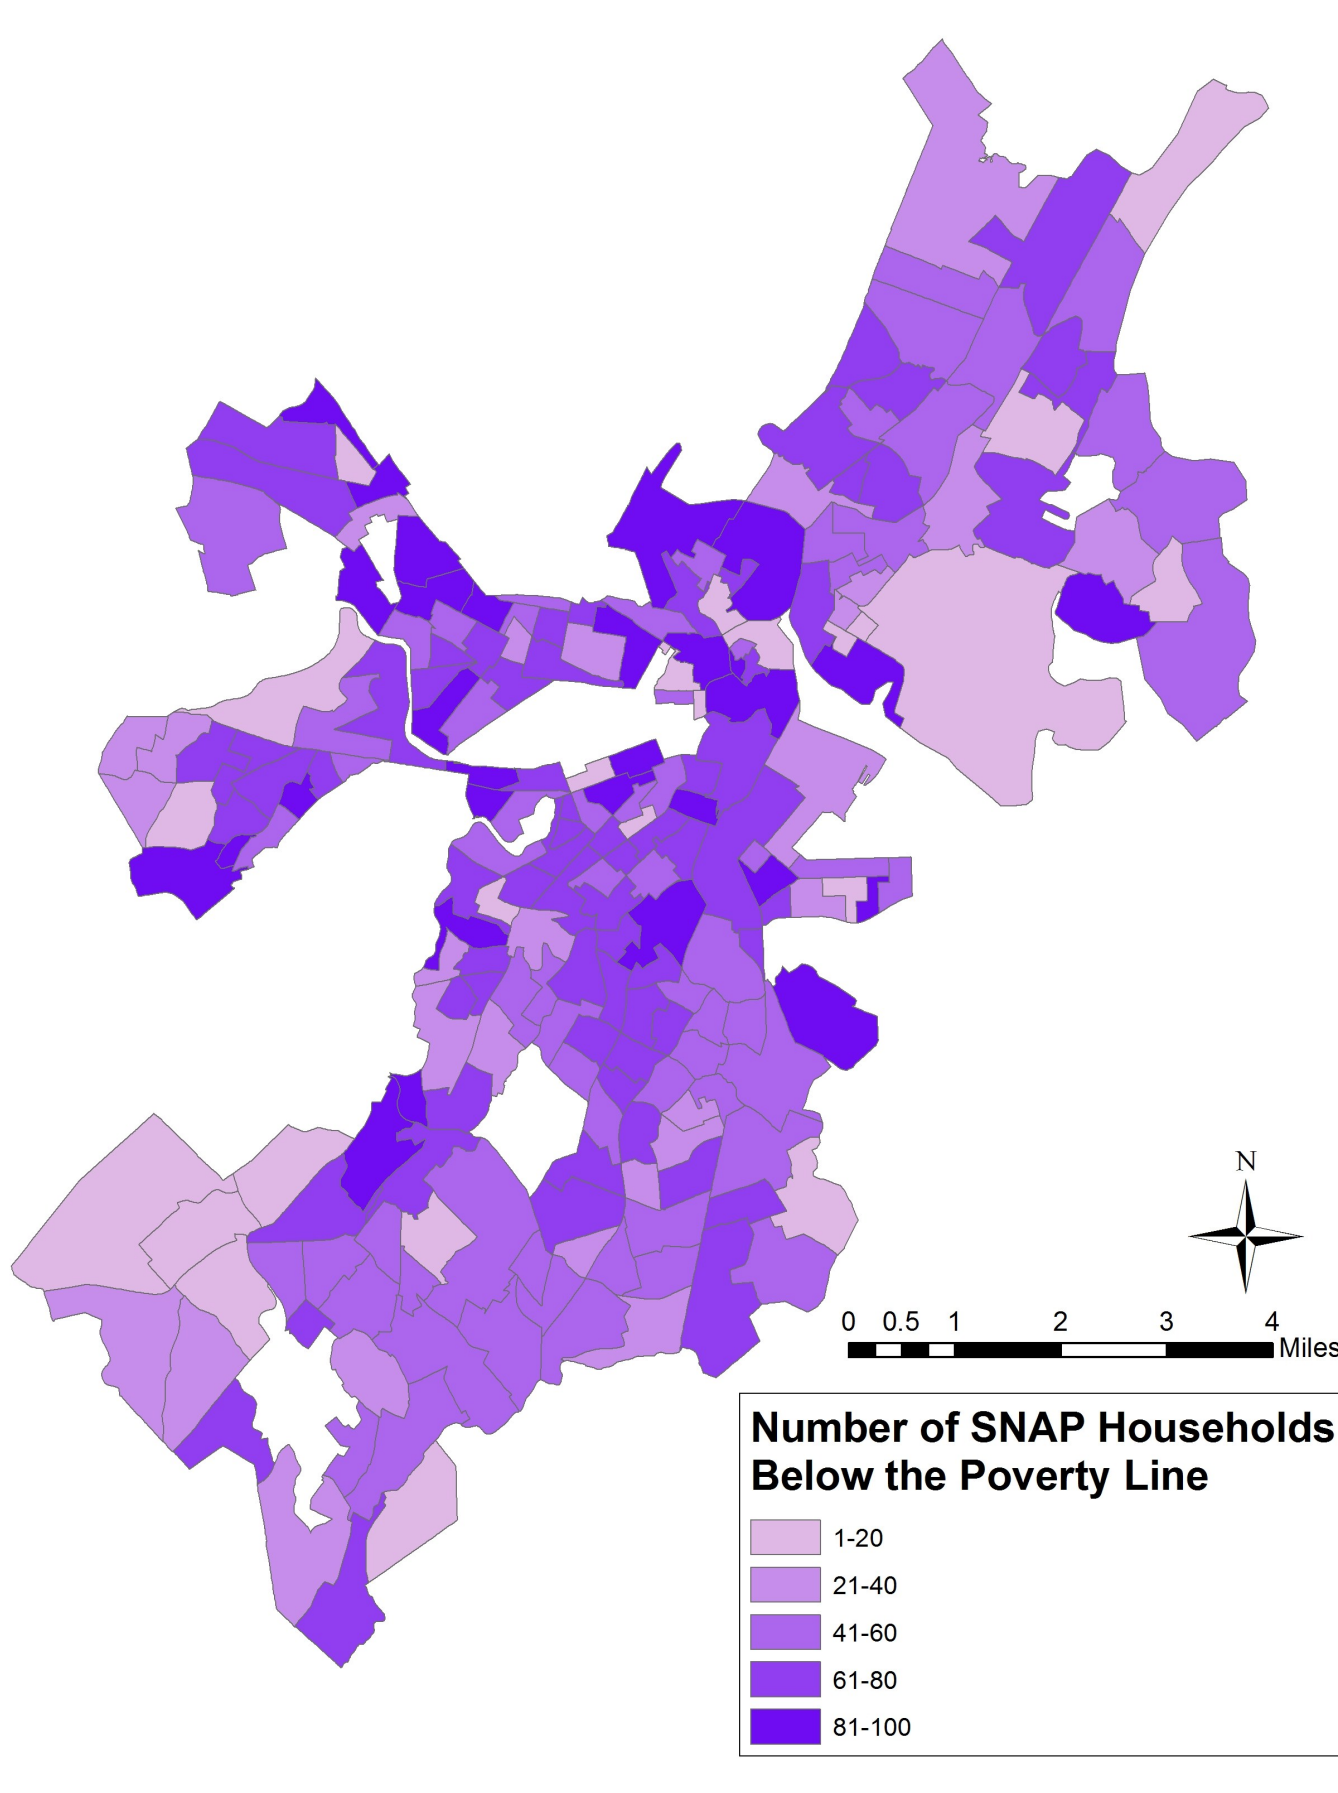 N
0 0.5 1 2 3 4
Miles
Number of SNAP Households
Below the Poverty Line
1-20
21-40
41-60
61-80
81-100